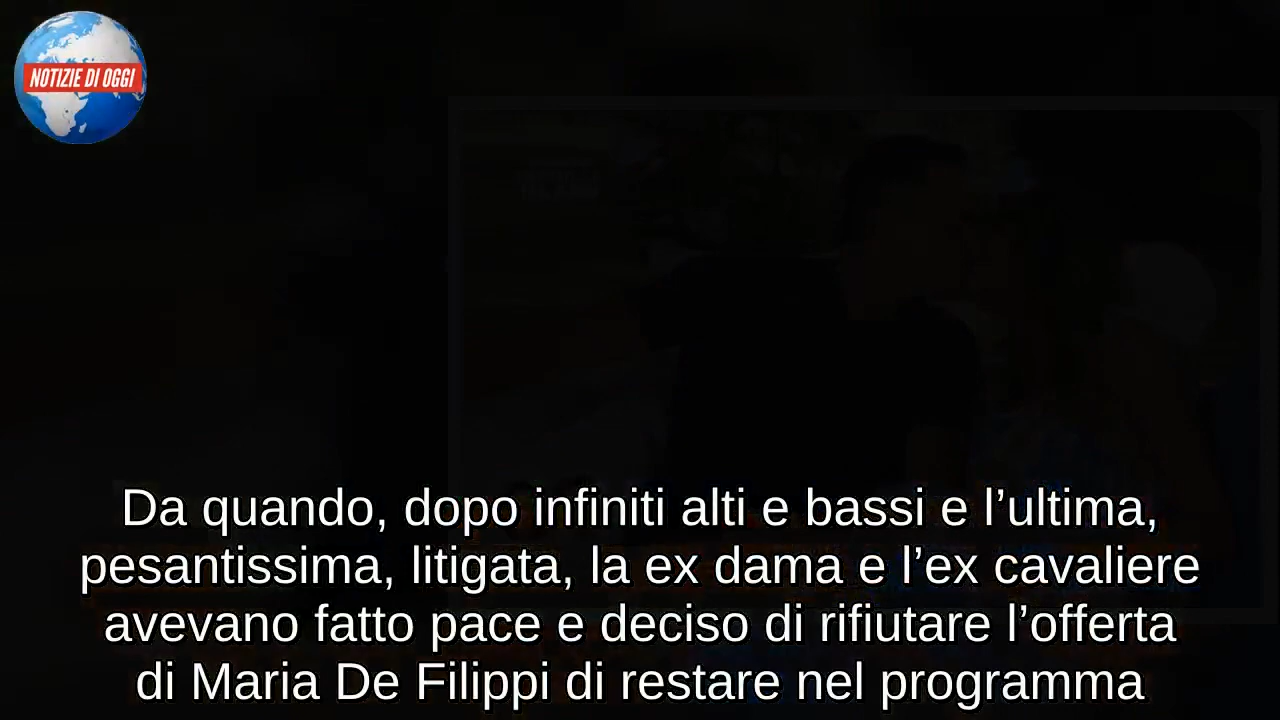 NOTIZIE DI OGGI
Da quando, dopo infiniti alti e bassi e l’ultima,
pesantissima, litigata, la ex dama e l’ex cavaliere
avevano fatto pace e deciso di rifiutare l’offerta
di Maria De Filippi di restare nel programma